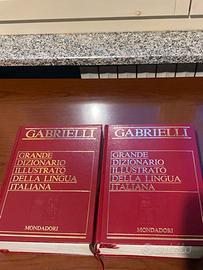 GABRIELLI
GRANDE
DIZIONARIO
ILLUSTRATO
DELLA LINGUA
ITALIANA
MONDADORI
GABRIELLI
GRANDE
DIZIONARIO
ILLUSTRATO
DELLA LINGUA
ITALIANA
MONDADORI